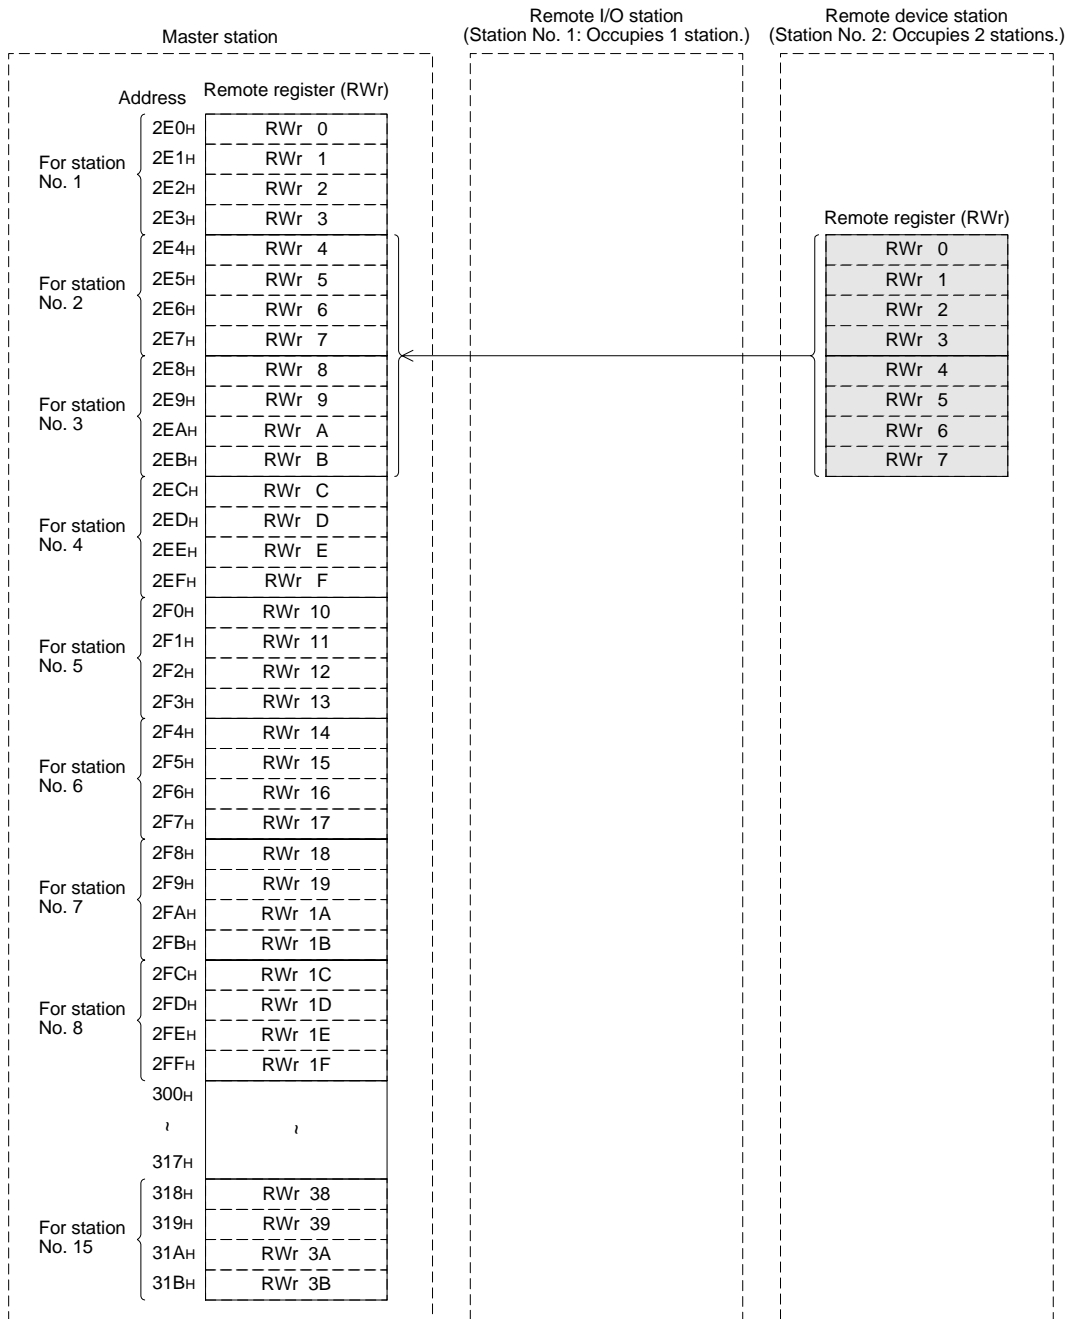 Master station
Remote I/O station
(Station No. 1: Occupies 1 station.)
Remote device station
(Station No. 2: Occupies 2 stations.)
Address Remote register (RWr)
For station
No. 1
2E0H RWr 0
2E1H RWr 1
2E2H RWr 2
2E3H RWr 3
For station
No. 2
2E4H RWr 4
2E5H RWr 5
2E6H RWr 6
2E7H RWr 7
For station
No. 3
2E8H RWr 8
2E9H RWr 9
2EAH RWr A
2EBH RWr B
For station
No. 4
2ECH RWr C
2EDH RWr D
2EEH RWr E
2EFH RWr F
For station
No. 5
2F0H RWr 10
2F1H RWr 11
2F2H RWr 12
2F3H RWr 13
For station
No. 6
2F4H RWr 14
2F5H RWr 15
2F6H RWr 16
2F7H RWr 17
For station
No. 7
2F8H RWr 18
2F9H RWr 19
2FAH RWr 1A
2FBH RWr 1B
For station
No. 8
2FCH RWr 1C
2FDH RWr 1D
2FEH RWr 1E
2FFH RWr 1F
300H
~ ~
317H
For station
No. 15
318H RWr 38
319H RWr 39
31AH RWr 3A
31BH RWr 3B
Remote register (RWr)
RWr 0
RWr 1
RWr 2
RWr 3
RWr 4
RWr 5
RWr 6
RWr 7